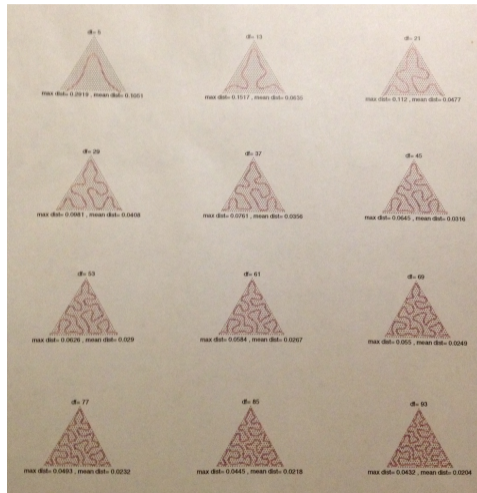 df= 5
max dist= 0.2919 , mean dist= 0.1051
df= 13
max dist= 0.1517 , mean dist=
df= 21
max dist= 0.112 , mean dist= 0.0477
df= 29
max dist= 0.0981 , mean dist= 0.0408
df= 37
max dist= 0.0761 , mean dist= 0.0356
df= 45
max dist= 0.0645 , mean dist= 0.0316
df= 53
max dist= 0.0626 , mean dist= 0.029
df= 61
max dist= 0.0584 , mean dist= 0.0267
df= 69
max dist= 0.055 , mean dist= 0.0249
df= 77
max dist= 0.0493 , mean dist= 0.0232
df= 85
max dist= 0.0445 , mean dist= 0.0218
df= 93
max dist= 0.0432 , mean dist= 0.0204